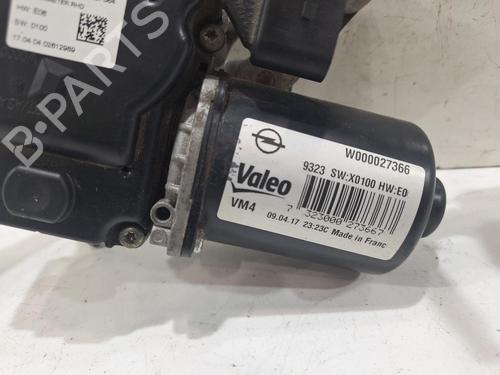 HW: E06
SW: 0100
17.04.04 02612989
W000027366
9323 SW:X0100 HW:E0
Valeo
VM4
7 323000 273667
09.04.17 23:23C Made in Franc
B-PARTS